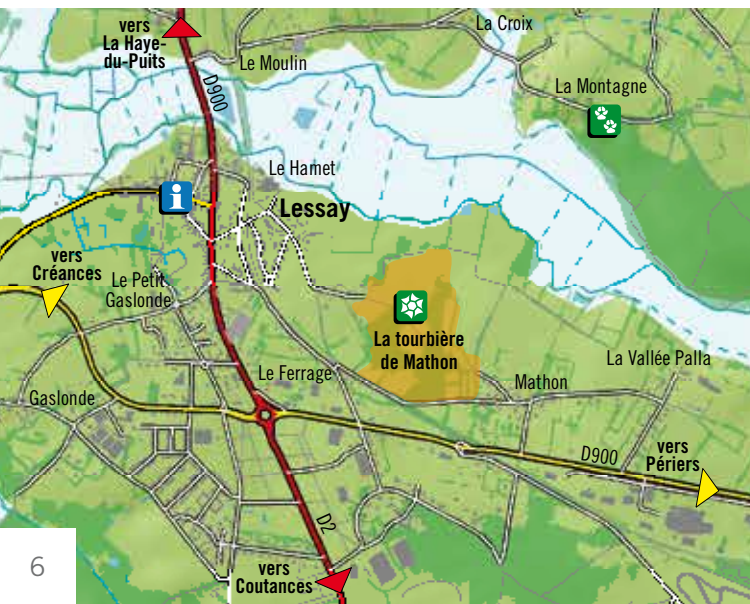 vers
La Haye-
du-Puits
La Croix
Le Moulin
D900
La Montagne
Le Hamet
i
Lessay
vers
Créances
Le Petit
Gaslonde
La tourbière
de Mathon
La Vallée Palla
Le Ferrage
Mathon
Gaslonde
D900
vers
Périers
D2
6
vers
Coutances